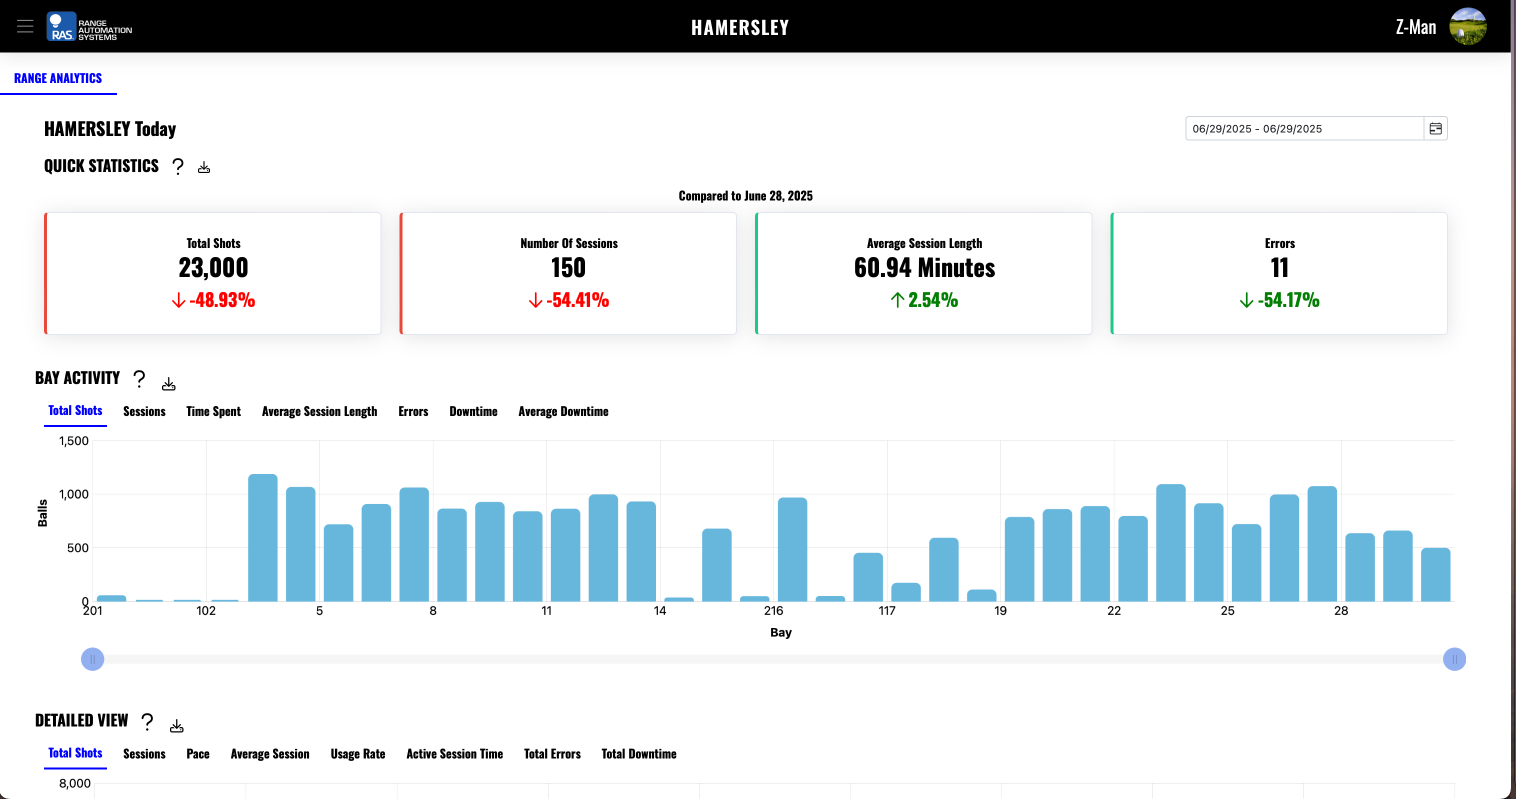 RAS
RANGE
AUTOMATION
SYSTEMS
HAMERSLEY
Z-Man
RANGE ANALYTICS
HAMERSLEY Today
06/29/2025 - 06/29/2025
QUICK STATISTICS ?
Compared to June 28, 2025
Total Shots
23,000
↓ -48.93%
Number Of Sessions
150
↓ -54.41%
Average Session Length
60.94 Minutes
↑ 2.54%
Errors
11
↓ -54.17%
BAY ACTIVITY ?
Total Shots Sessions Time Spent Average Session Length Errors Downtime Average Downtime
1,500
1,000
500
0
Balls
201 102 5 8 11 14 216 117 19 22 25 28
Bay
DETAILED VIEW ?
Total Shots Sessions Pace Average Session Usage Rate Active Session Time Total Errors Total Downtime
8,000